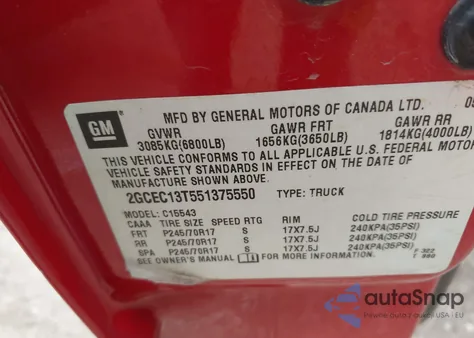 GM
MFD BY GENERAL MOTORS OF CANADA LTD. 0
GVWR GAWR FRT GAWR RR
3085KG(6800LB) 1656KG(3650LB) 1814KG(4000LB)
THIS VEHICLE CONFORMS TO ALL APPLICABLE U.S. FEDERAL MOTOR
VEHICLE SAFETY STANDARDS IN EFFECT ON THE DATE OF
MANUFACTURE SHOWN ABOVE.
2GCEC13T551375550 TYPE: TRUCK
MODEL: C15543
CAAA TIRE SIZE SPEED RTG RIM COLD TIRE PRESSURE
FRT P245/70R17 S 17X7.5J 240KPA(35PSI)
RR P245/70R17 S 17X7.5J 240KPA(35PSI)
SPA P245/70R17 S 17X7.5J 240KPA(35PSI)
SEE OWNER'S MANUAL FOR MORE INFORMATION.
autoSnap